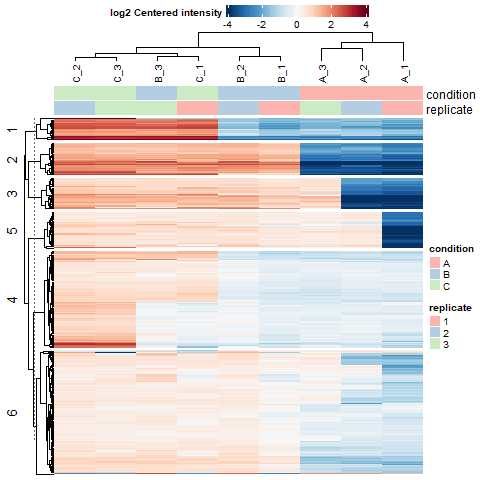 log2 Centered intensity
-4 -2 0 2 4
C_2 C_3 B_3 C_1 B_2 B_1 A_3 A_2 A_1
condition
replicate
1
2
3
5
4
6
condition
A
B
C
replicate
1
2
3